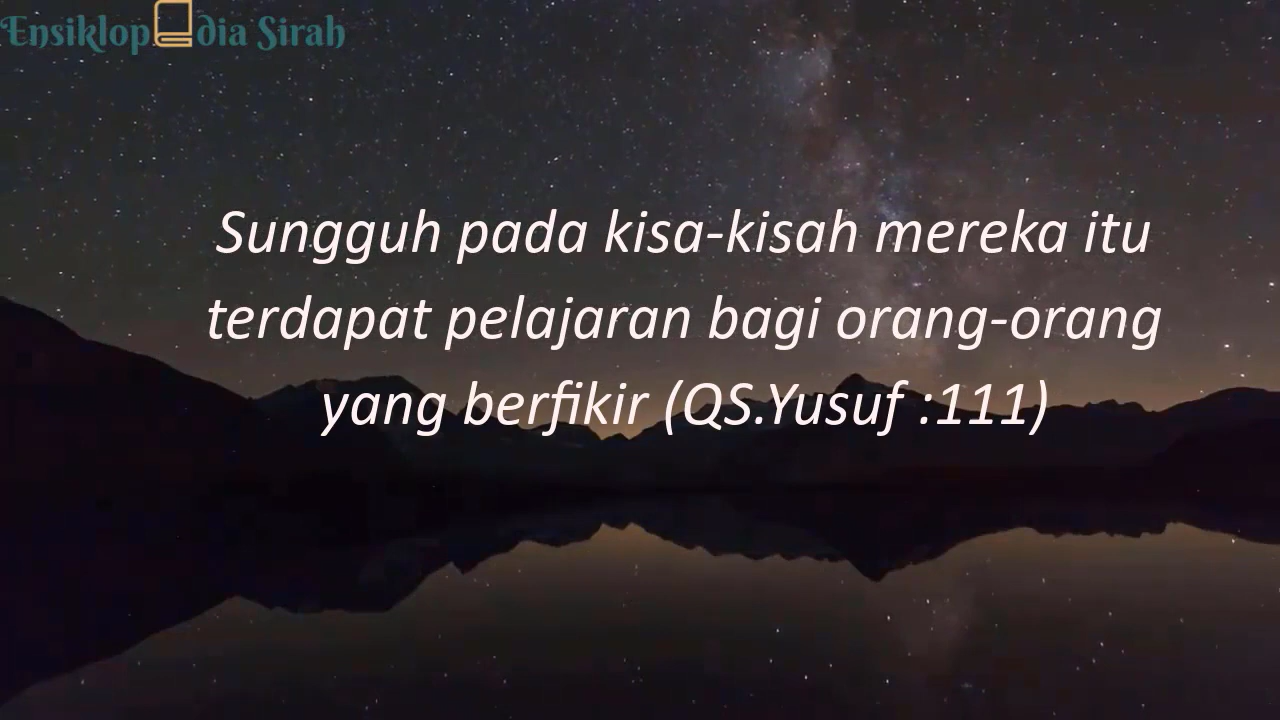 Ensiklopedia Sirah
Sungguh pada kisa-kisah mereka itu
terdapat pelajaran bagi orang-orang
yang berfikir (QS.Yusuf :111)